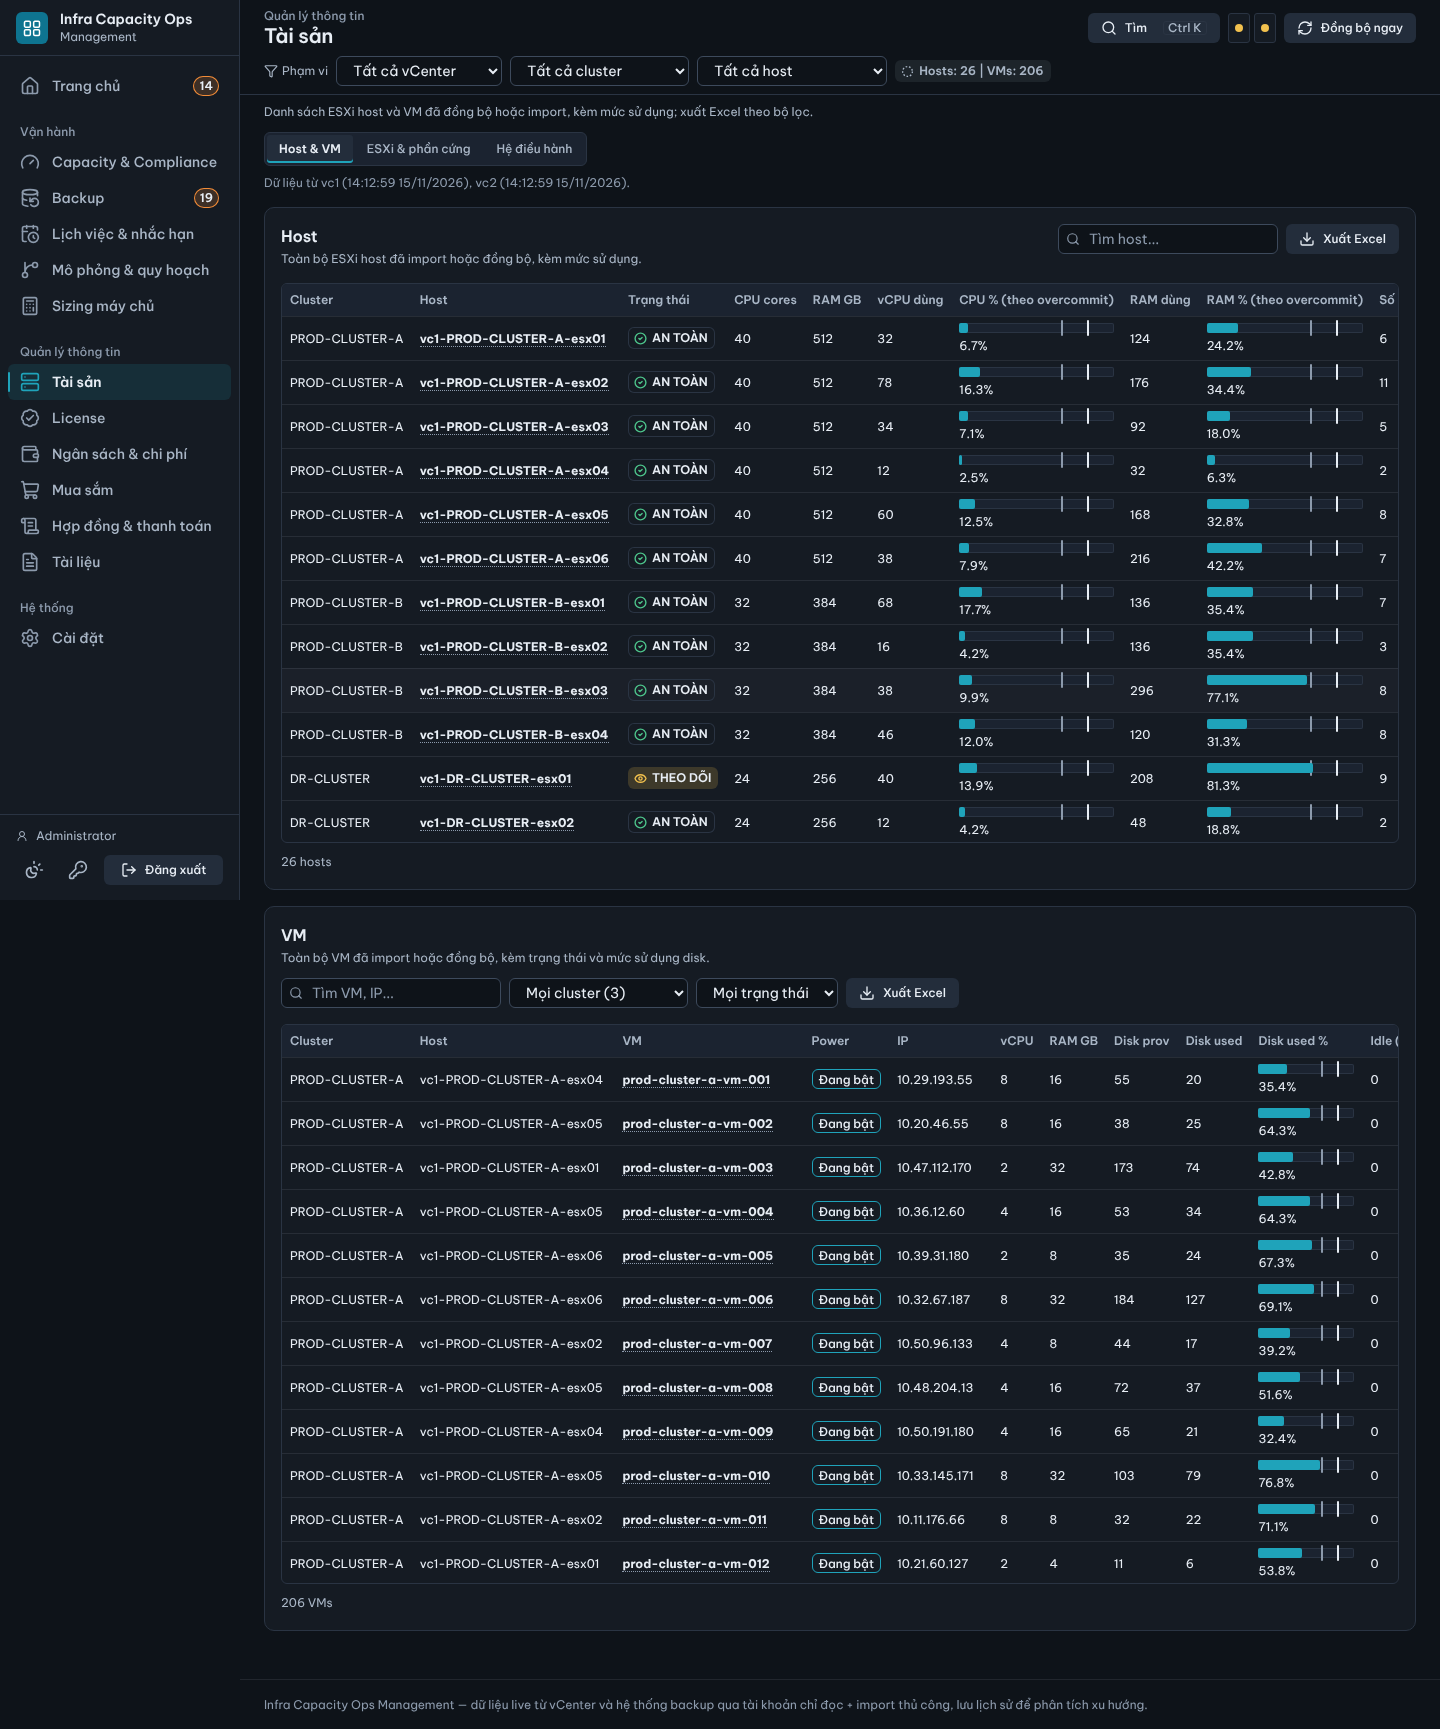 Infra Capacity Ops
Management
Trang chủ 14
Vận hành
Capacity & Compliance
Backup 19
Lịch việc & nhắc hạn
Mô phỏng & quy hoạch
Sizing máy chủ
Quản lý thông tin
Tài sản
License
Ngân sách & chi phí
Mua sắm
Hợp đồng & thanh toán
Tài liệu
Hệ thống
Cài đặt
Administrator
Đăng xuất
Quản lý thông tin
Tài sản
Tìm Ctrl K
Đồng bộ ngay
Phạm vi Tất cả vCenter Tất cả cluster Tất cả host Hosts: 26 | VMs: 206
Danh sách ESXi host và VM đã đồng bộ hoặc import, kèm mức sử dụng; xuất Excel theo bộ lọc.
Host & VM ESXi & phần cứng Hệ điều hành
Dữ liệu từ vc1 (14:12:59 15/11/2026), vc2 (14:12:59 15/11/2026).
Host
Toàn bộ ESXi host đã import hoặc đồng bộ, kèm mức sử dụng.
Tìm host...
Xuất Excel
Cluster Host Trạng thái CPU cores RAM GB vCPU dùng CPU % (theo overcommit) RAM dùng RAM % (theo overcommit) Số
PROD-CLUSTER-A vc1-PROD-CLUSTER-A-esx01 AN TOÀN 40 512 32 6.7% 124 24.2% 6
PROD-CLUSTER-A vc1-PROD-CLUSTER-A-esx02 AN TOÀN 40 512 78 16.3% 176 34.4% 11
PROD-CLUSTER-A vc1-PROD-CLUSTER-A-esx03 AN TOÀN 40 512 34 7.1% 92 18.0% 5
PROD-CLUSTER-A vc1-PROD-CLUSTER-A-esx04 AN TOÀN 40 512 12 2.5% 32 6.3% 2
PROD-CLUSTER-A vc1-PROD-CLUSTER-A-esx05 AN TOÀN 40 512 60 12.5% 168 32.8% 8
PROD-CLUSTER-A vc1-PROD-CLUSTER-A-esx06 AN TOÀN 40 512 38 7.9% 216 42.2% 7
PROD-CLUSTER-B vc1-PROD-CLUSTER-B-esx01 AN TOÀN 32 384 68 17.7% 136 35.4% 7
PROD-CLUSTER-B vc1-PROD-CLUSTER-B-esx02 AN TOÀN 32 384 16 4.2% 136 35.4% 3
PROD-CLUSTER-B vc1-PROD-CLUSTER-B-esx03 AN TOÀN 32 384 38 9.9% 296 77.1% 8
PROD-CLUSTER-B vc1-PROD-CLUSTER-B-esx04 AN TOÀN 32 384 46 12.0% 120 31.3% 8
DR-CLUSTER vc1-DR-CLUSTER-esx01 THEO DÕI 24 256 40 13.9% 208 81.3% 9
DR-CLUSTER vc1-DR-CLUSTER-esx02 AN TOÀN 24 256 12 4.2% 48 18.8% 2
26 hosts
VM
Toàn bộ VM đã import hoặc đồng bộ, kèm trạng thái và mức sử dụng disk.
Tìm VM, IP... Mọi cluster (3) Mọi trạng thái Xuất Excel
Cluster Host VM Power IP vCPU RAM GB Disk prov Disk used Disk used % Idle (
PROD-CLUSTER-A vc1-PROD-CLUSTER-A-esx04 prod-cluster-a-vm-001 Đang bật 10.29.193.55 8 16 55 20 35.4% 0
PROD-CLUSTER-A vc1-PROD-CLUSTER-A-esx05 prod-cluster-a-vm-002 Đang bật 10.20.46.55 8 16 38 25 64.3% 0
PROD-CLUSTER-A vc1-PROD-CLUSTER-A-esx01 prod-cluster-a-vm-003 Đang bật 10.47.112.170 2 32 173 74 42.8% 0
PROD-CLUSTER-A vc1-PROD-CLUSTER-A-esx05 prod-cluster-a-vm-004 Đang bật 10.36.12.60 4 16 53 34 64.3% 0
PROD-CLUSTER-A vc1-PROD-CLUSTER-A-esx06 prod-cluster-a-vm-005 Đang bật 10.39.31.180 2 8 35 24 67.3% 0
PROD-CLUSTER-A vc1-PROD-CLUSTER-A-esx06 prod-cluster-a-vm-006 Đang bật 10.32.67.187 8 32 184 127 69.1% 0
PROD-CLUSTER-A vc1-PROD-CLUSTER-A-esx02 prod-cluster-a-vm-007 Đang bật 10.50.96.133 4 8 44 17 39.2% 0
PROD-CLUSTER-A vc1-PROD-CLUSTER-A-esx05 prod-cluster-a-vm-008 Đang bật 10.48.204.13 4 16 72 37 51.6% 0
PROD-CLUSTER-A vc1-PROD-CLUSTER-A-esx04 prod-cluster-a-vm-009 Đang bật 10.50.191.180 4 16 65 21 32.4% 0
PROD-CLUSTER-A vc1-PROD-CLUSTER-A-esx05 prod-cluster-a-vm-010 Đang bật 10.33.145.171 8 32 103 79 76.8% 0
PROD-CLUSTER-A vc1-PROD-CLUSTER-A-esx02 prod-cluster-a-vm-011 Đang bật 10.11.176.66 8 8 32 22 71.1% 0
PROD-CLUSTER-A vc1-PROD-CLUSTER-A-esx01 prod-cluster-a-vm-012 Đang bật 10.21.60.127 2 4 11 6 53.8% 0
206 VMs
Infra Capacity Ops Management — dữ liệu live từ vCenter và hệ thống backup qua tài khoản chỉ đọc + import thủ công, lưu lịch sử để phân tích xu hướng.